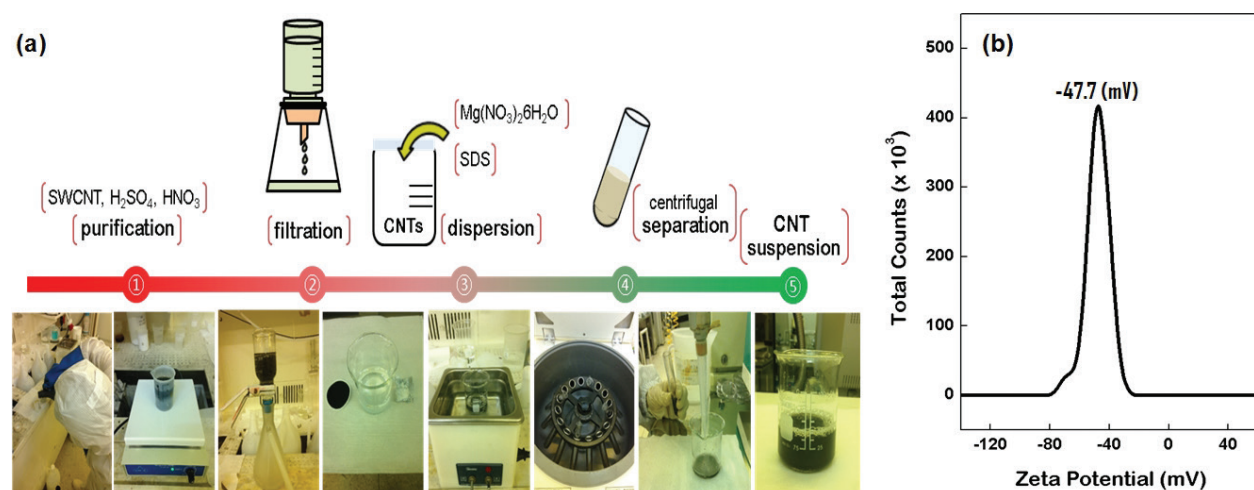 (a)
Mg(NO₃)₂6H₂O
SDS
SWCNT, H₂SO₄, HNO₃
purification
filtration
CNTs
dispersion
centrifugal
separation
CNT
suspension
① ② ③ ④ ⑤
(b)
-47.7 (mV)
Total Counts (x 10³)
500
400
300
200
100
0
-120 -80 -40 0 40
Zeta Potential (mV)